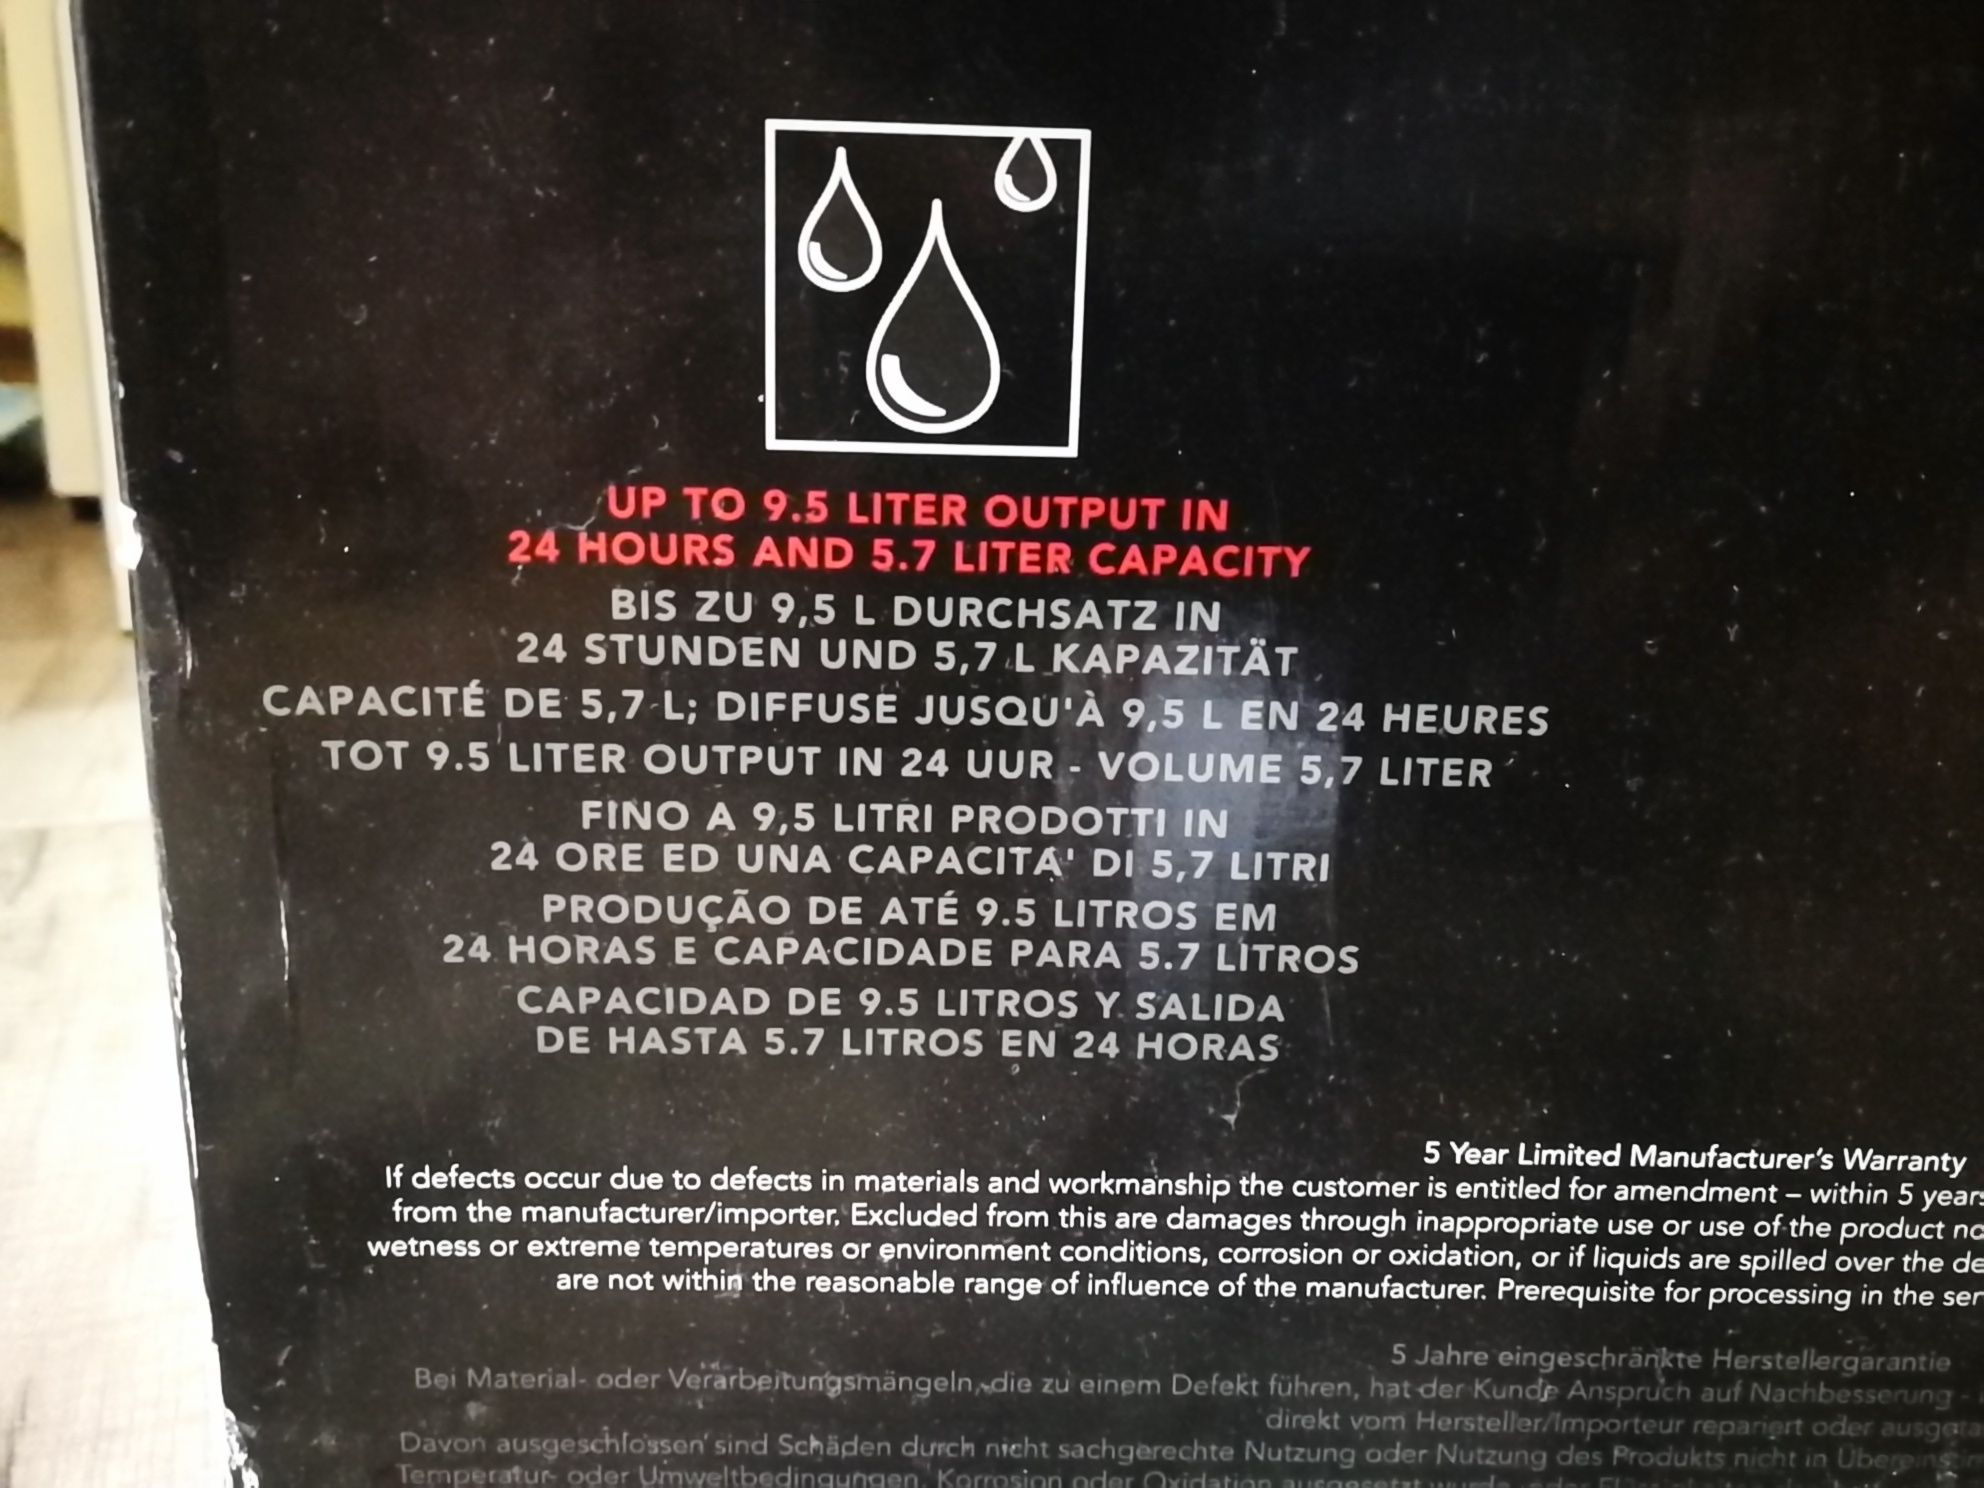 UP TO 9.5 LITER OUTPUT IN
24 HOURS AND 5.7 LITER CAPACITY
BIS ZU 9,5 L DURCHSATZ IN
24 STUNDEN UND 5,7 L KAPAZITÄT
CAPACITÉ DE 5,7 L; DIFFUSE JUSQU'À 9,5 L EN 24 HEURES
TOT 9.5 LITER OUTPUT IN 24 UUR - VOLUME 5,7 LITER
FINO A 9,5 LITRI PRODOTTI IN
24 ORE ED UNA CAPACITA' DI 5,7 LITRI
PRODUÇÃO DE ATÉ 9.5 LITROS EM
24 HORAS E CAPACIDADE PARA 5.7 LITROS
CAPACIDAD DE 9.5 LITROS Y SALIDA
DE HASTA 5.7 LITROS EN 24 HORAS
5 Year Limited Manufacturer's Warranty
If defects occur due to defects in materials and workmanship the customer is entitled for amendment – within 5 years
from the manufacturer/importer. Excluded from this are damages through inappropriate use or use of the product
wetness or extreme temperatures or environment conditions, corrosion or oxidation, or if liquids are spilled over the
are not within the reasonable range of influence of the manufacturer. Prerequisite for processing in the
5 Jahre eingeschränkte Herstellergarantie
Bei Material- oder Verarbeitungsmängeln, die zu einem Defekt führen, hat der Kunde Anspruch auf Nachbesserung -
direkt vom Hersteller/Importeur repariert oder
Davon ausgeschlossen sind Schäden durch nicht sachgerechte Nutzung oder Nutzung des Produkts nicht in
Temperatur- oder Umweltbedingungen, Korrosion oder Oxidation ausgesetzt